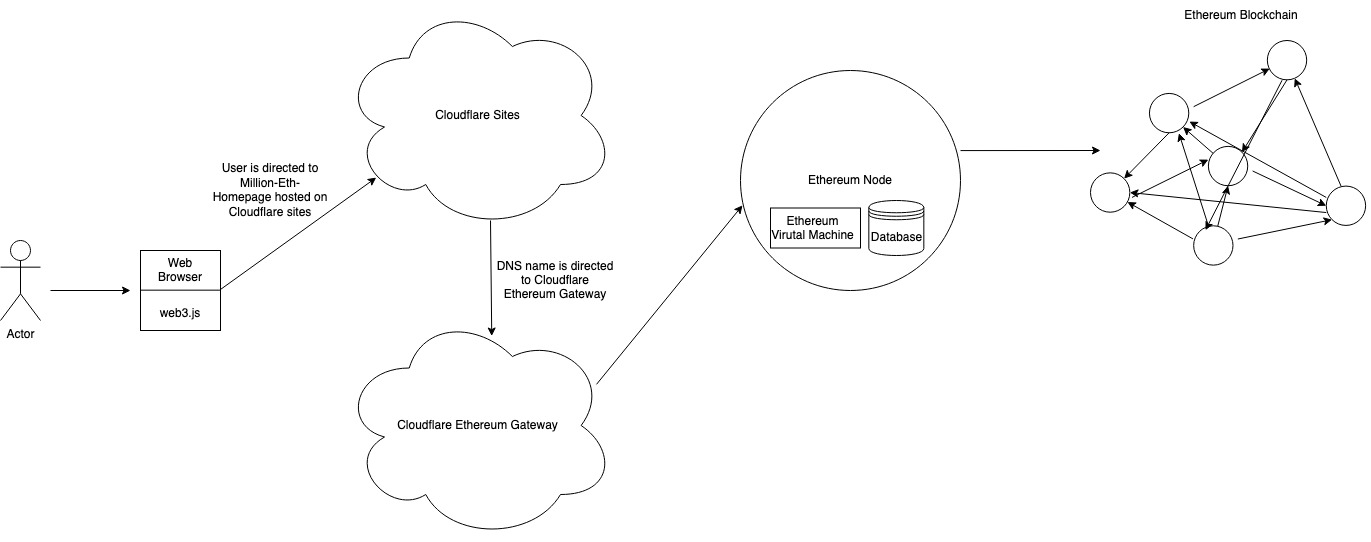 Ethereum Blockchain
Cloudflare Sites
User is directed to
Million-Eth-
Homepage hosted on
Cloudflare sites
Ethereum Node
Ethereum
Virutal Machine
Database
Web
Browser
web3.js
Actor
DNS name is directed
to Cloudflare
Ethereum Gateway
Cloudflare Ethereum Gateway